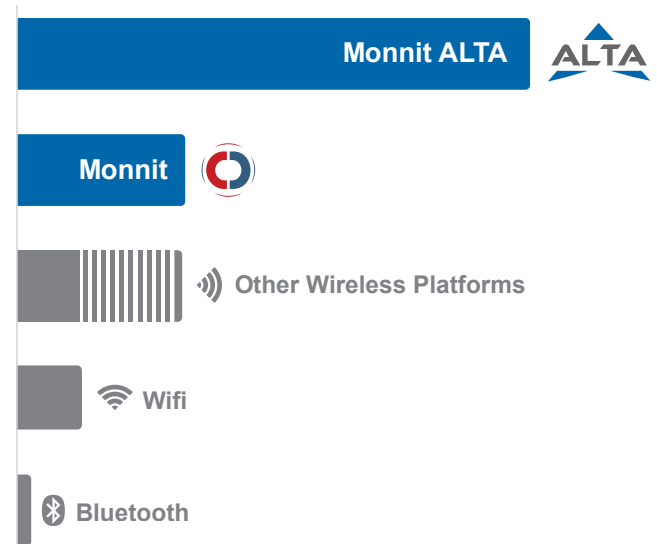 Monnit ALTA
ALTA
Monnit
Other Wireless Platforms
Wifi
Bluetooth